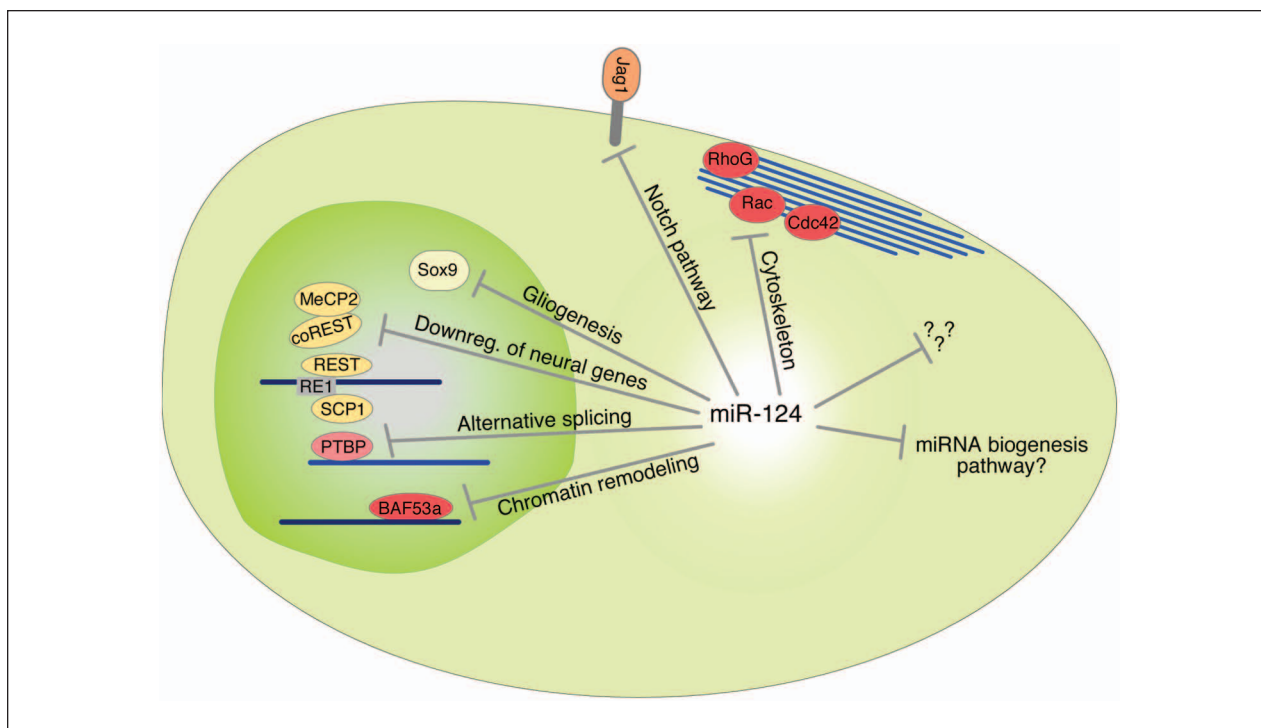 Jag1
RhoG
Rac
Cdc42
Notch pathway
Cytoskeleton
Sox9
Gliogenesis
MeCP2
coREST
Downreg. of neural genes
REST
RE1
SCP1
Alternative splicing
PTBP
Chromatin remodeling
BAF53a
miR-124
?..?
?
miRNA biogenesis
pathway?